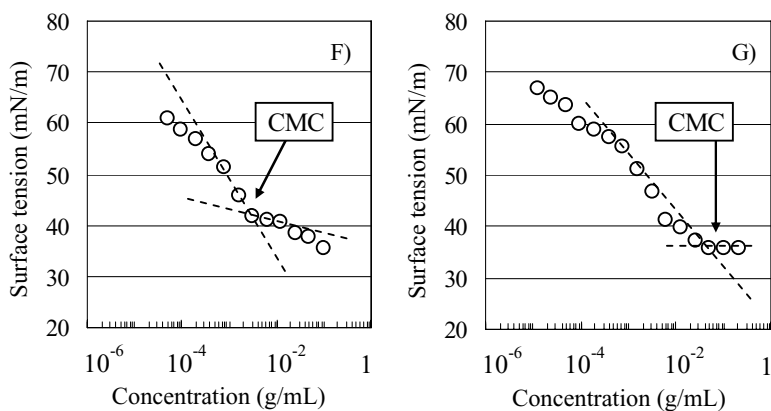 F)
Surface tension (mN/m)
80
70
60
50
40
30
20
CMC
10-6 10-4 10-2 1
Concentration (g/mL)
G)
Surface tension (mN/m)
80
70
60
50
40
30
20
CMC
10-6 10-4 10-2 1
Concentration (g/mL)